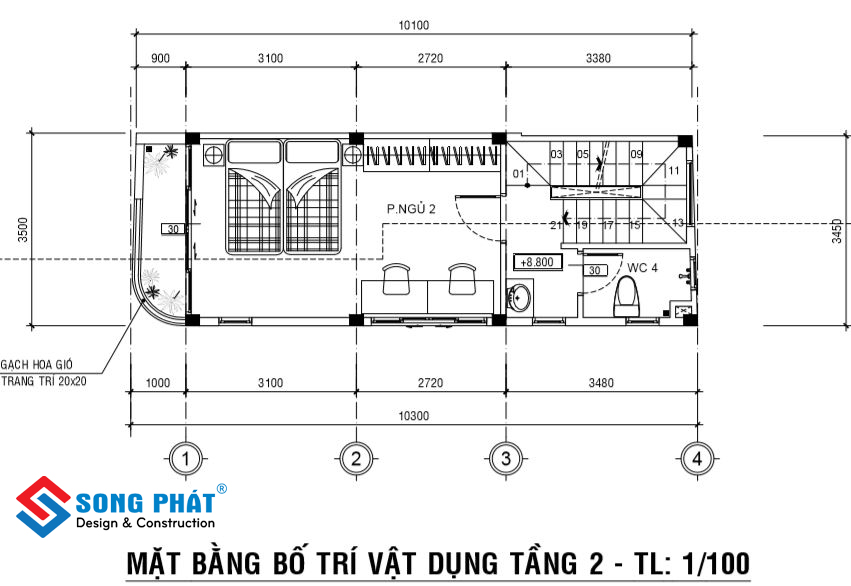 10100
900 3100 2720 3380
03 05 09
01 11
P.NGỦ 2
3500 30 21 19 17 15 13 3450
+8.800 30 WC 4
GẠCH HOA GIÓ
TRANG TRÍ 20x20
1000 3100 2720 3480
10300
1 2 3 4
SONG PHÁT®
Design & Construction
MẶT BẰNG BỐ TRÍ VẬT DỤNG TẦNG 2 - TL: 1/100